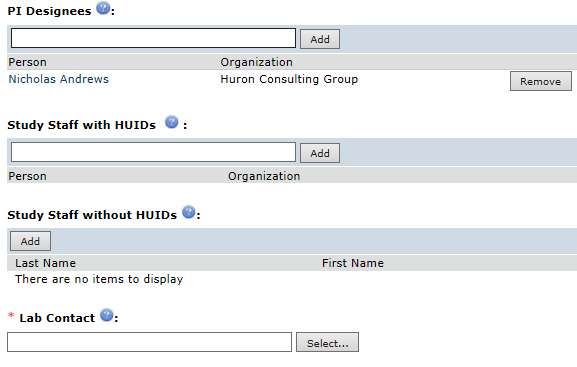 PI Designees ?:
Add
Person Organization
Nicholas Andrews Huron Consulting Group Remove
Study Staff with HUIDs ? :
Add
Person Organization
Study Staff without HUIDs ?:
Add
Last Name First Name
There are no items to display
* Lab Contact ?:
Select...